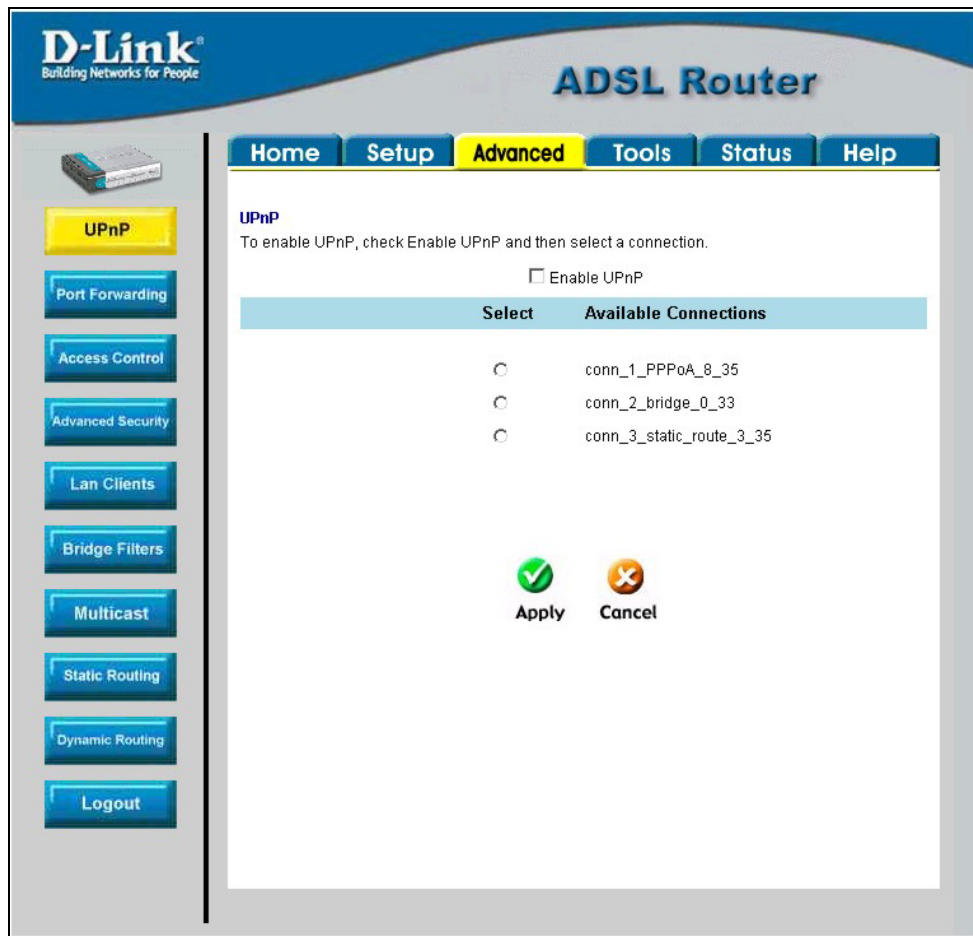 D-Link®
Building Networks for People
ADSL Router
Home Setup Advanced Tools Status Help
UPnP
Port Forwarding
Access Control
Advanced Security
Lan Clients
Bridge Filters
Multicast
Static Routing
Dynamic Routing
Logout
UPnP
To enable UPnP, check Enable UPnP and then select a connection.
Enable UPnP
Select Available Connections
conn_1_PPPoA_8_35
conn_2_bridge_0_33
conn_3_static_route_3_35
Apply Cancel